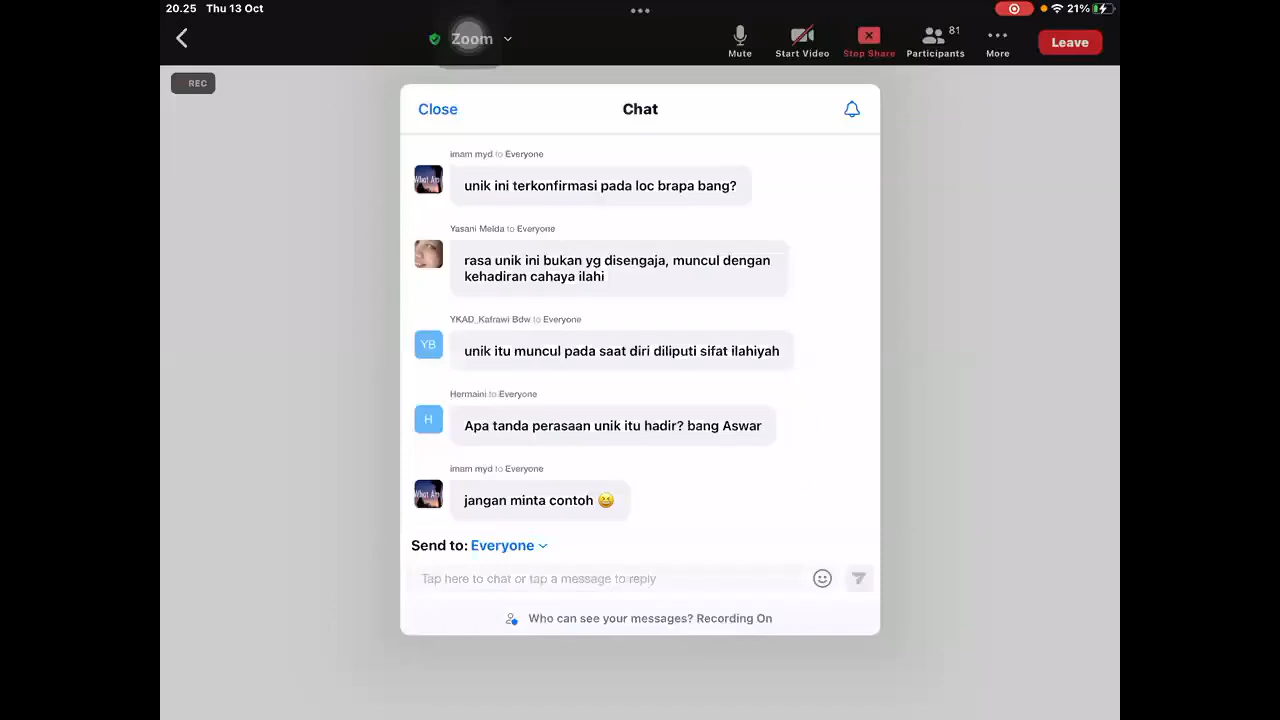 20.25 Thu 13 Oct
21%
Zoom
Mute
Start Video
Stop Share
81
Participants
More
Leave
REC
Close
Chat
imam myd to Everyone
What Am
unik ini terkonfirmasi pada loc brapa bang?
Yasani Melda to Everyone
rasa unik ini bukan yg disengaja, muncul dengan
kehadiran cahaya ilahi
YKAD_Kafrawi Bdw to Everyone
YB
unik itu muncul pada saat diri diliputi sifat ilahiyah
Hermaini to Everyone
H
Apa tanda perasaan unik itu hadir? bang Aswar
imam myd to Everyone
What Am
jangan minta contoh 😆
Send to: Everyone
Tap here to chat or tap a message to reply
Who can see your messages? Recording On